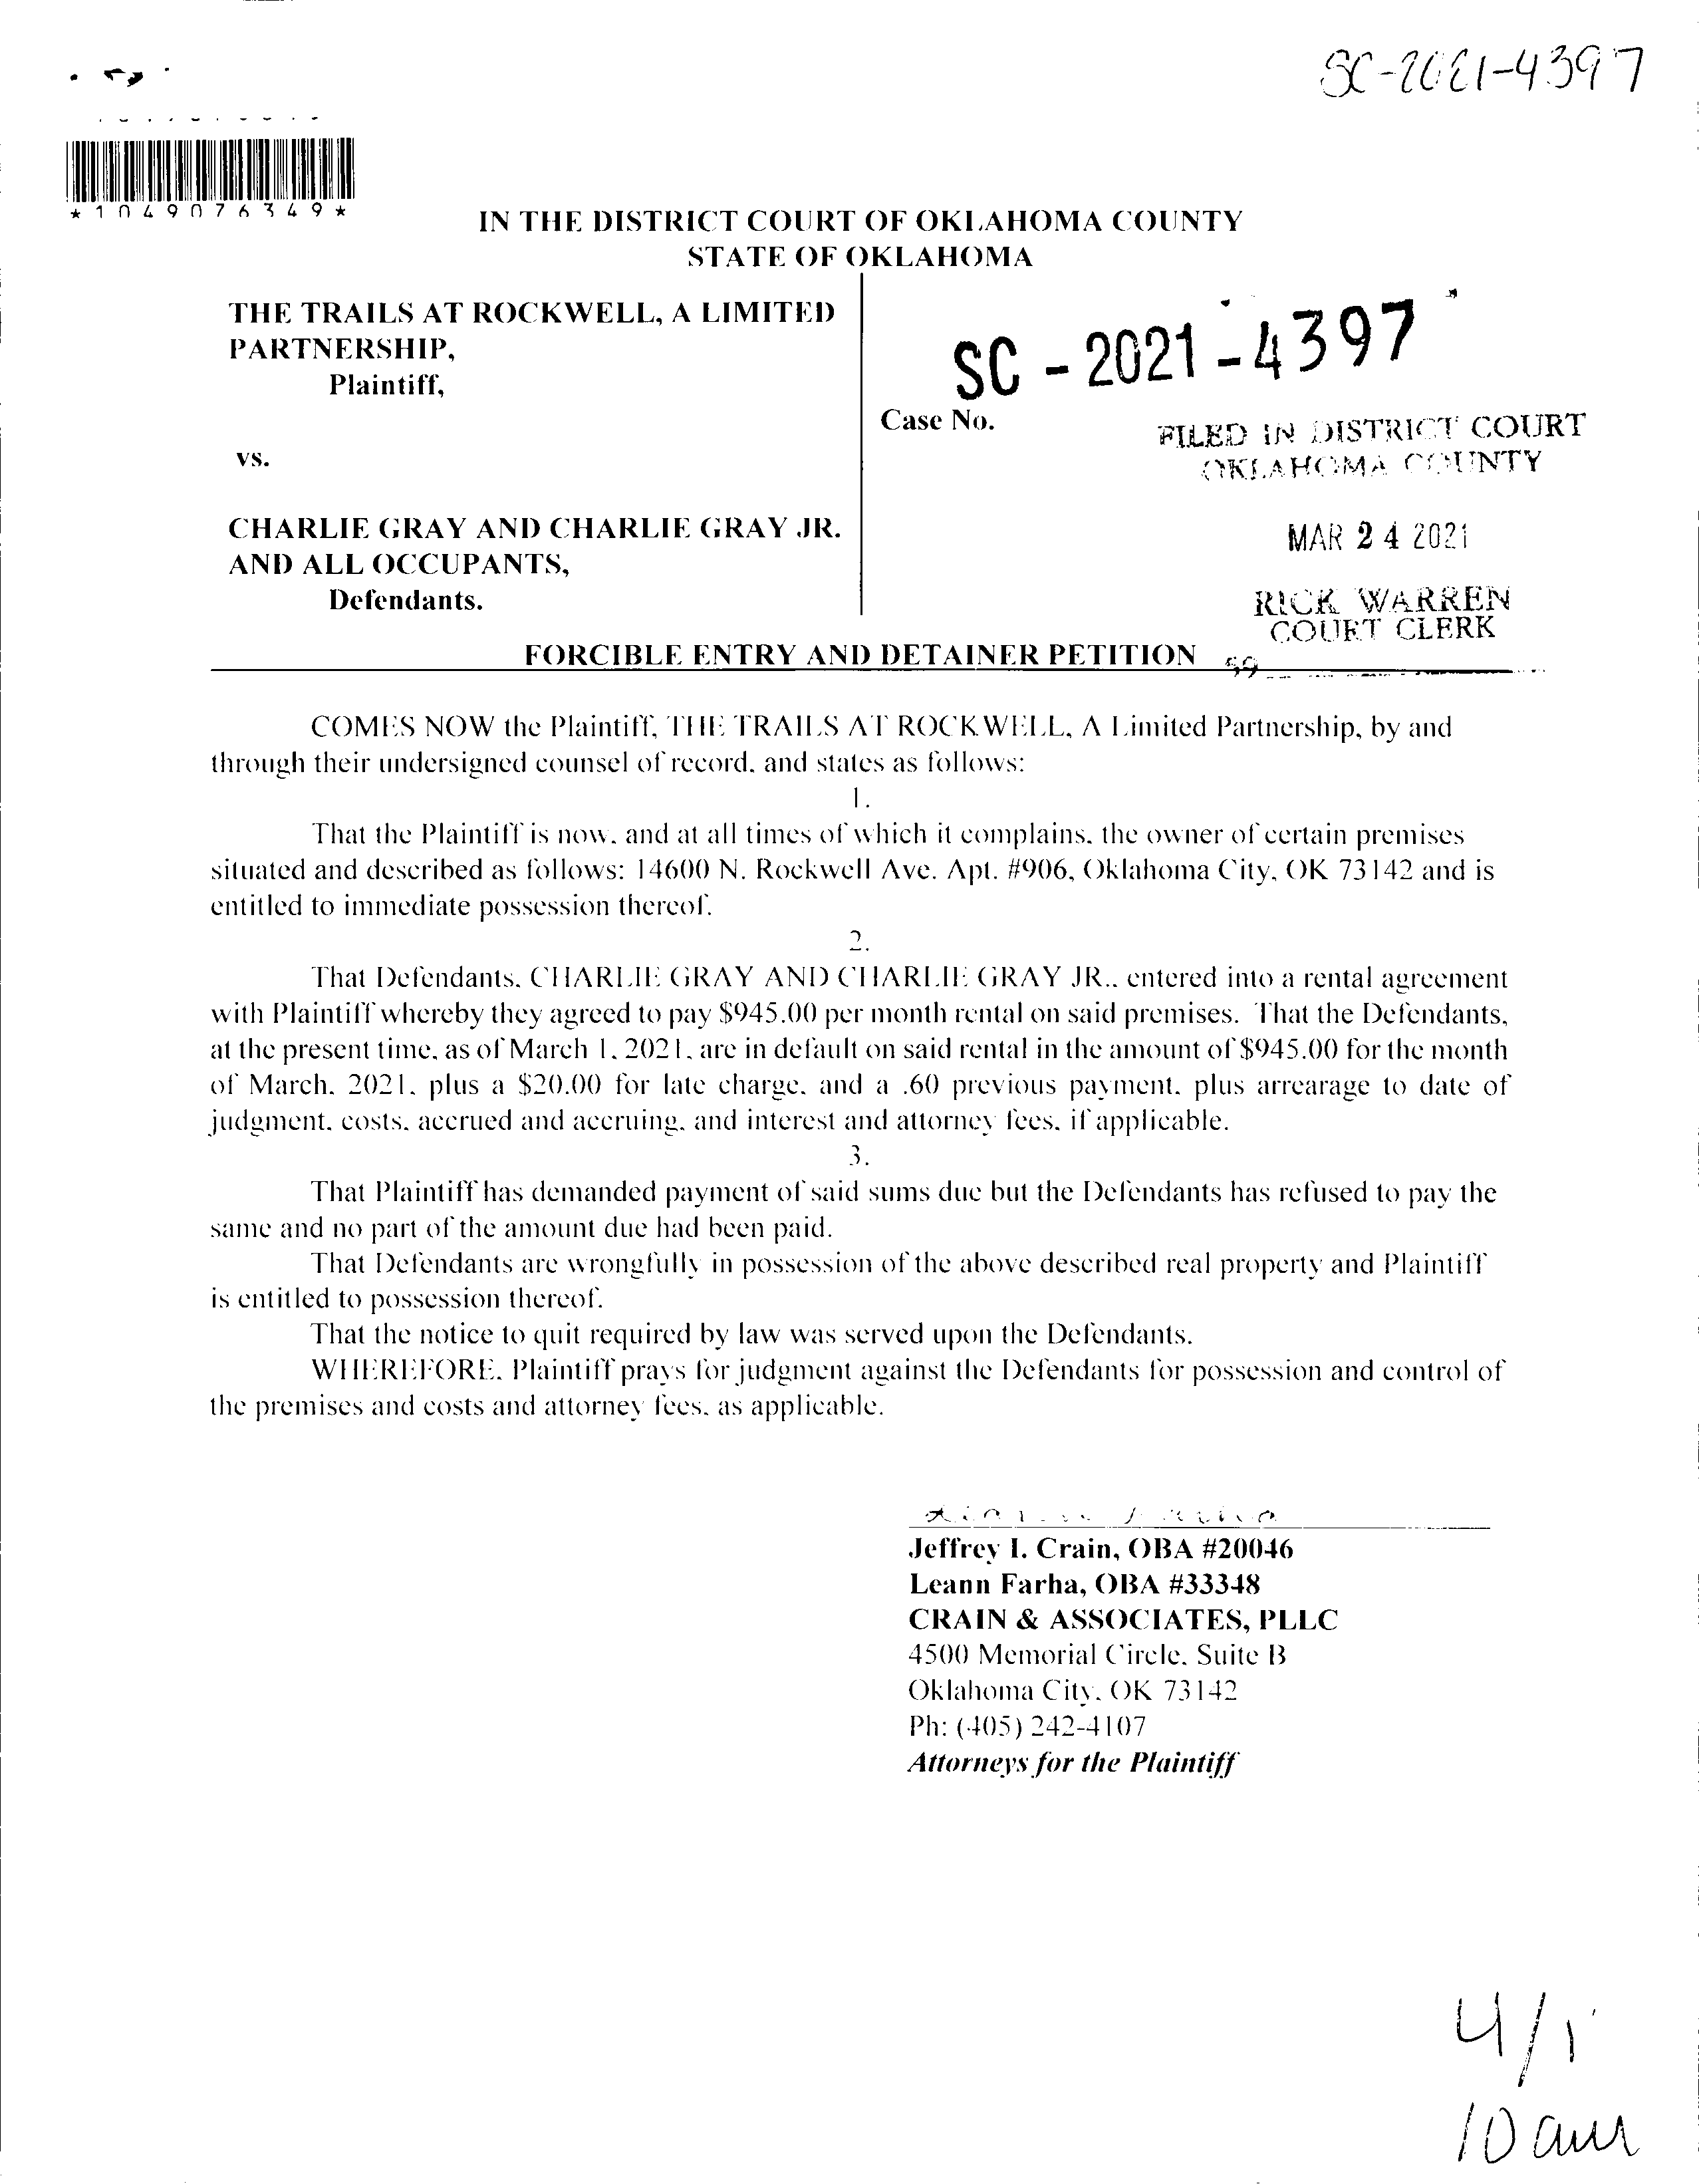 SC-2021-4397
*1049076349*
IN THE DISTRICT COURT OF OKLAHOMA COUNTY
STATE OF OKLAHOMA
THE TRAILS AT ROCKWELL, A LIMITED
PARTNERSHIP,
Plaintiff,
vs.
CHARLIE GRAY AND CHARLIE GRAY JR.
AND ALL OCCUPANTS,
Defendants.
SC - 2021 - 4397
Case No.
FILED IN DISTRICT COURT
OKLAHOMA COUNTY
MAR 24 2021
RICK WARREN
COURT CLERK
59
FORCIBLE ENTRY AND DETAINER PETITION
COMES NOW the Plaintiff, THE TRAILS AT ROCKWELL, A Limited Partnership, by and
through their undersigned counsel of record, and states as follows:
1.
That the Plaintiff is now, and at all times of which it complains, the owner of certain premises
situated and described as follows: 14600 N. Rockwell Ave. Apt. #906, Oklahoma City, OK 73142 and is
entitled to immediate possession thereof.
2.
That Defendants, CHARLIE GRAY AND CHARLIE GRAY JR., entered into a rental agreement
with Plaintiff whereby they agreed to pay $945.00 per month rental on said premises. That the Defendants,
at the present time, as of March 1, 2021, are in default on said rental in the amount of $945.00 for the month
of March, 2021, plus a $20.00 for late charge, and a .60 previous payment, plus arrearage to date of
judgment, costs, accrued and accruing, and interest and attorney fees, if applicable.
3.
That Plaintiff has demanded payment of said sums due but the Defendants has refused to pay the
same and no part of the amount due had been paid.
That Defendants are wrongfully in possession of the above described real property and Plaintiff
is entitled to possession thereof.
That the notice to quit required by law was served upon the Defendants.
WHEREFORE, Plaintiff prays for judgment against the Defendants for possession and control of
the premises and costs and attorney fees, as applicable.
Jeffrey I. Crain, OBA #20046
Leann Farha, OBA #33348
CRAIN & ASSOCIATES, PLLC
4500 Memorial Circle, Suite B
Oklahoma City, OK 73142
Ph: (405) 242-4107
Attorneys for the Plaintiff
4/1
10 am